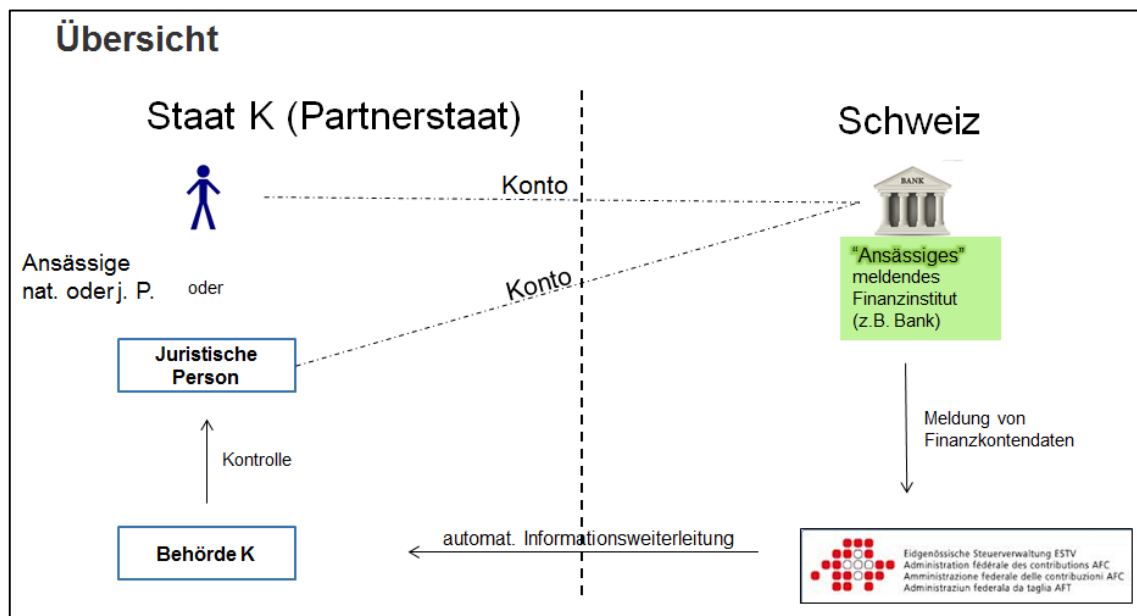 Übersicht
Staat K (Partnerstaat)
Schweiz
Konto
BANK
Ansässige
nat. oder j. P.
oder
Konto
"Ansässiges"
meldendes
Finanzinstitut
(z.B. Bank)
Juristische
Person
Meldung von
Finanzkontendaten
Kontrolle
Behörde K
automat. Informationsweiterleitung
Eidgenössische Steuerverwaltung ESTV
Administration fédérale des contributions AFC
Amministrazione federale delle contribuzioni AFC
Administraziun federala da taglia AFT